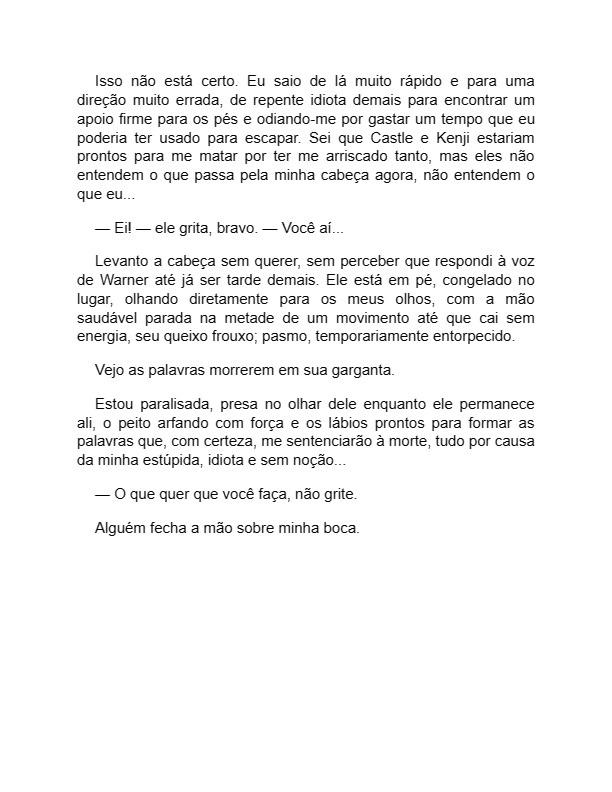 Isso não está certo. Eu saio de lá muito rápido e para uma
direção muito errada, de repente idiota demais para encontrar um
apoio firme para os pés e odiando-me por gastar um tempo que eu
poderia ter usado para escapar. Sei que Castle e Kenji estariam
prontos para me matar por ter me arriscado tanto, mas eles não
entendem o que passa pela minha cabeça agora, não entendem o
que eu...
— Ei! — ele grita, bravo. — Você aí...
Levanto a cabeça sem querer, sem perceber que respondi à voz
de Warner até já ser tarde demais. Ele está em pé, congelado no
lugar, olhando diretamente para os meus olhos, com a mão
saudável parada na metade de um movimento até que cai sem
energia, seu queixo frouxo; pasmo, temporariamente entorpecido.
Vejo as palavras morrerem em sua garganta.
Estou paralisada, presa no olhar dele enquanto ele permanece
ali, o peito arfando com força e os lábios prontos para formar as
palavras que, com certeza, me sentenciarão à morte, tudo por causa
da minha estúpida, idiota e sem noção...
— O que quer que você faça, não grite.
Alguém fecha a mão sobre minha boca.